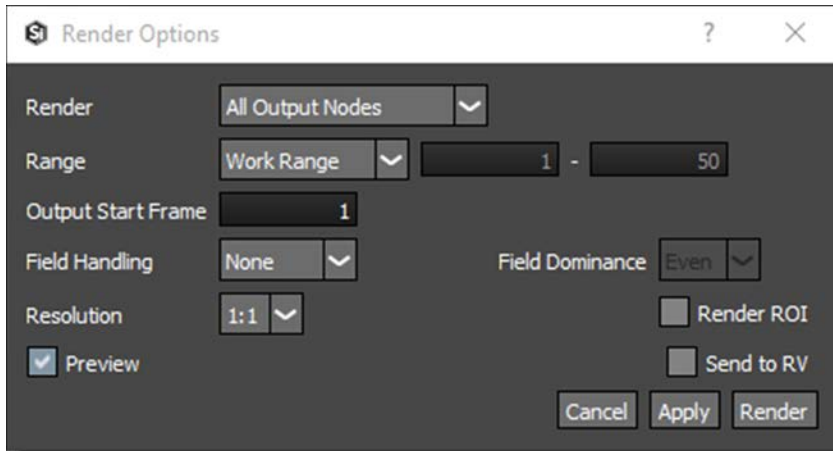 Si Render Options ?
Render All Output Nodes
Range Work Range 1 - 50
Output Start Frame 1
Field Handling None Field Dominance Even
Resolution 1:1 Render ROI
Preview Send to RV
Cancel Apply Render